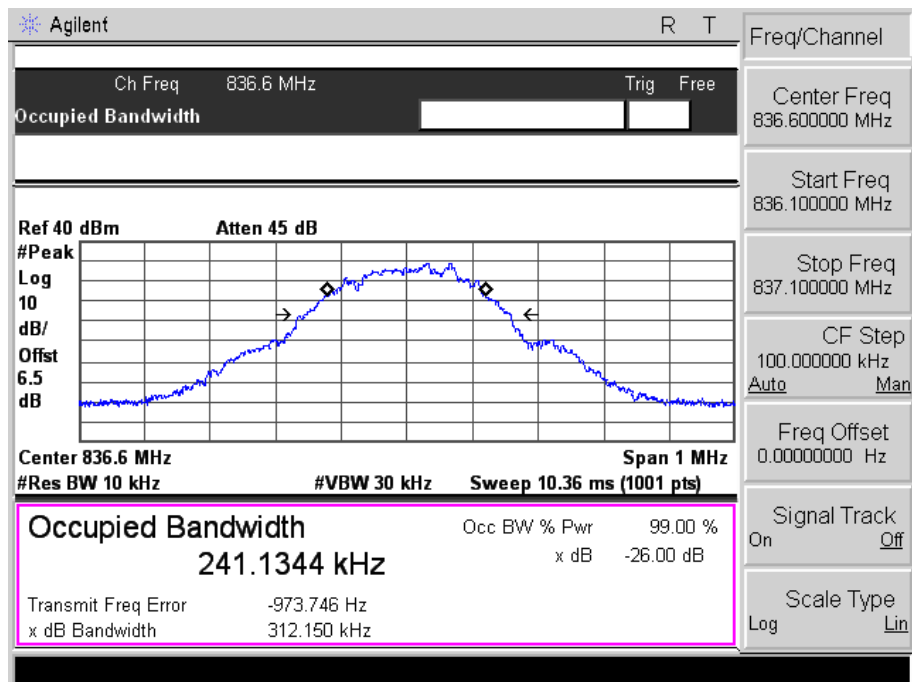 Agilent R T
Ch Freq 836.6 MHz Trig Free
Occupied Bandwidth
Ref 40 dBm Atten 45 dB
#Peak
Log
10
dB/
Offst
6.5
dB
Center 836.6 MHz Span 1 MHz
#Res BW 10 kHz #VBW 30 kHz Sweep 10.36 ms (1001 pts)
Occupied Bandwidth Occ BW % Pwr 99.00 %
241.1344 kHz x dB -26.00 dB
Transmit Freq Error -973.746 Hz
x dB Bandwidth 312.150 kHz
Freq/Channel
Center Freq
836.600000 MHz
Start Freq
836.100000 MHz
Stop Freq
837.100000 MHz
CF Step
100.000000 kHz
Auto Man
Freq Offset
0.00000000 Hz
Signal Track
On Off
Scale Type
Log Lin